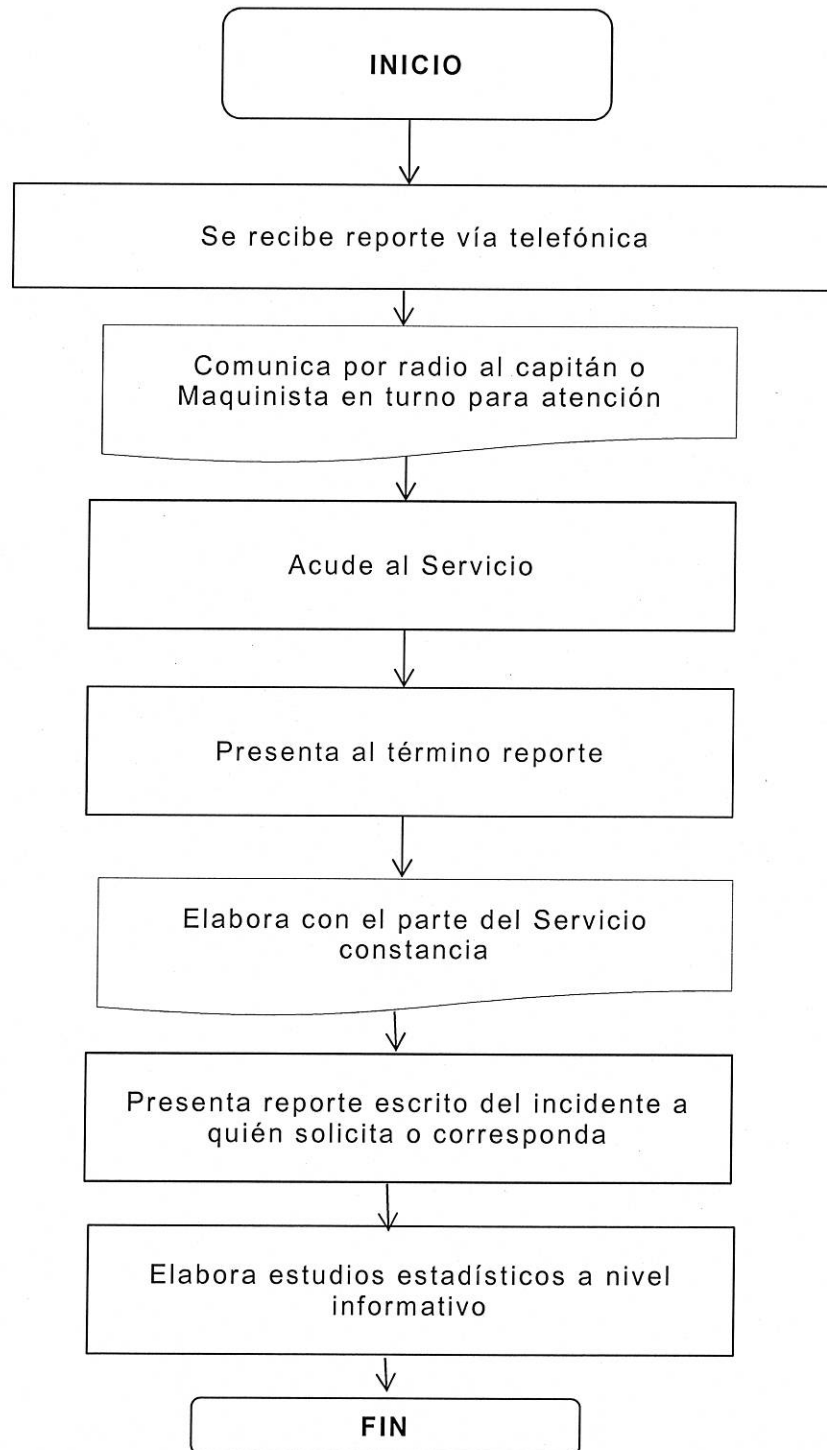 INICIO
Se recibe reporte vía telefónica
Comunica por radio al capitán o
Maquinista en turno para atención
Acude al Servicio
Presenta al término reporte
Elabora con el parte del Servicio
constancia
Presenta reporte escrito del incidente a
quién solicita o corresponda
Elabora estudios estadísticos a nivel
informativo
FIN